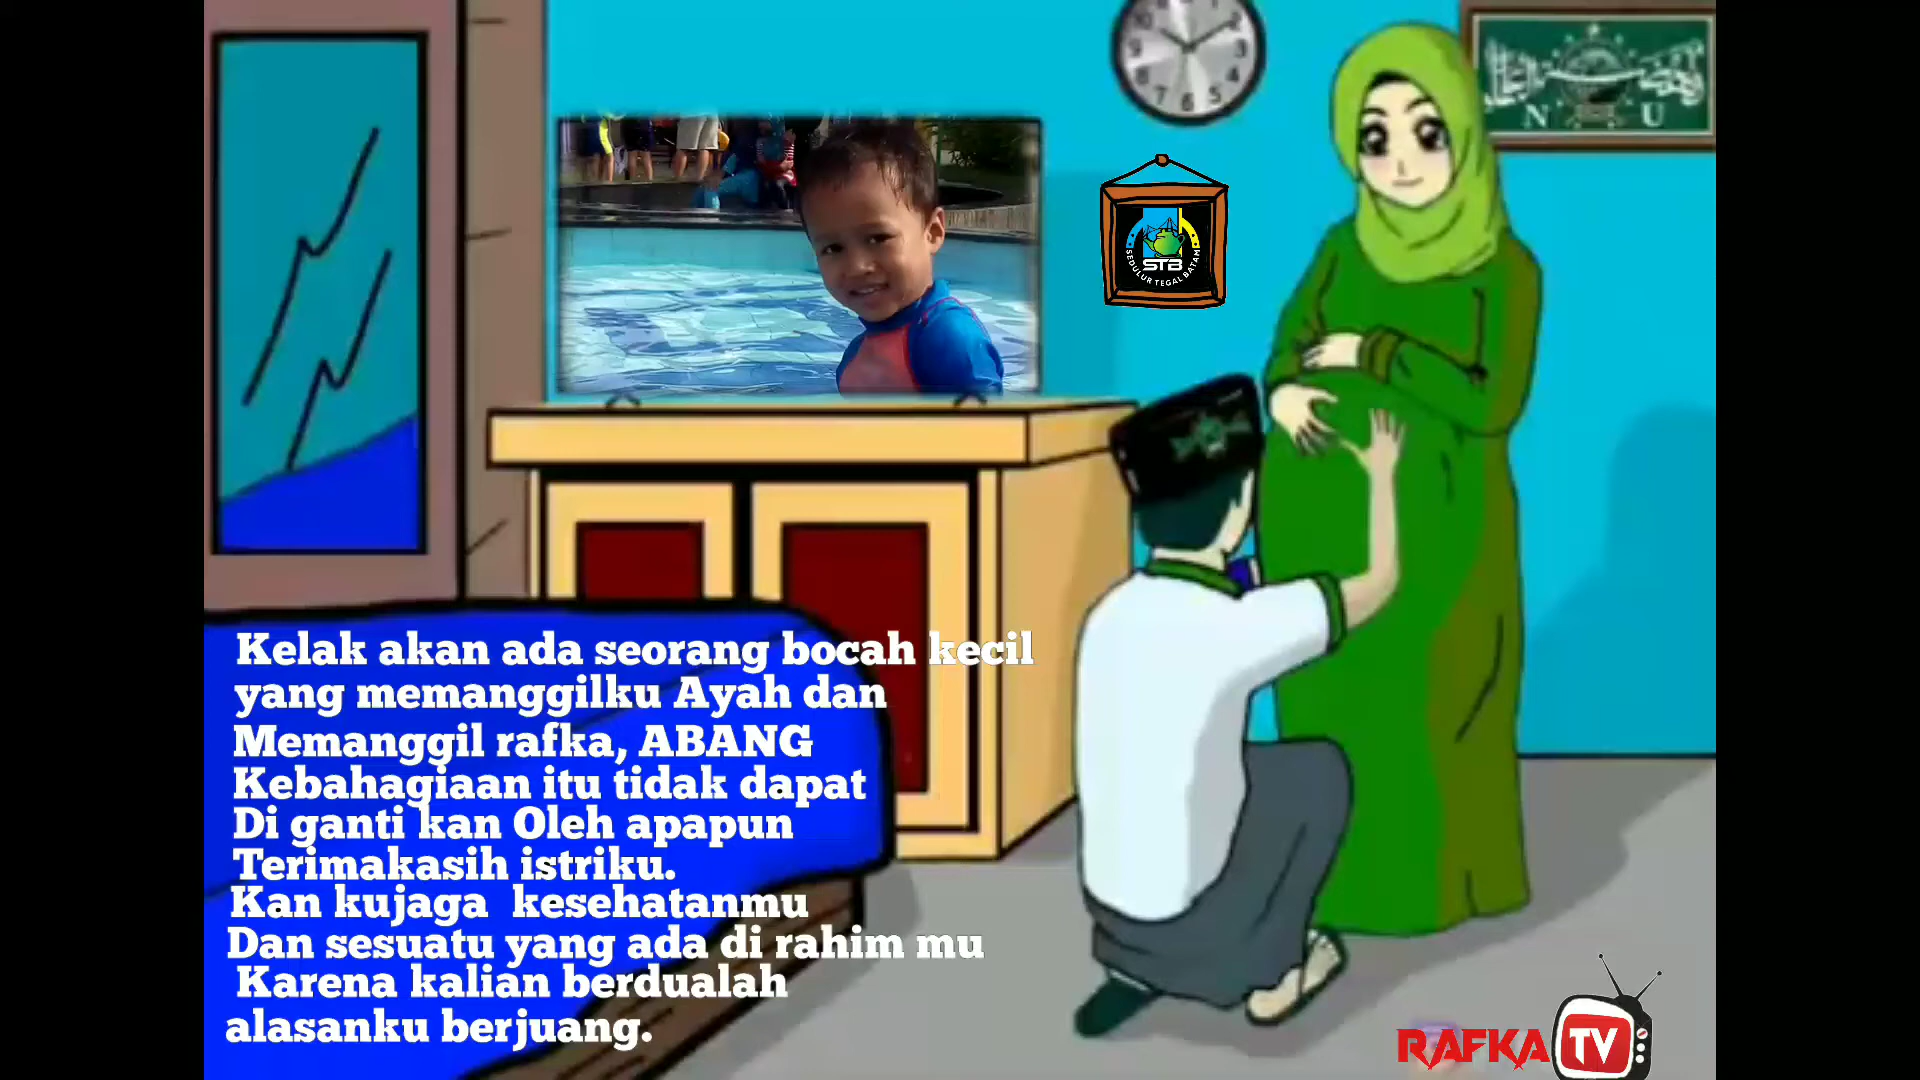 N U
STB
SEDULUR TEGAL BATAM
Kelak akan ada seorang bocah kecil
yang memanggilku Ayah dan
Memanggil rafka, ABANG
Kebahagiaan itu tidak dapat
Di ganti kan Oleh apapun
Terimakasih istriku.
Kan kujaga  kesehatanmu
Dan sesuatu yang ada di rahim mu
Karena kalian berdualah
alasanku berjuang.
RAFKA TV